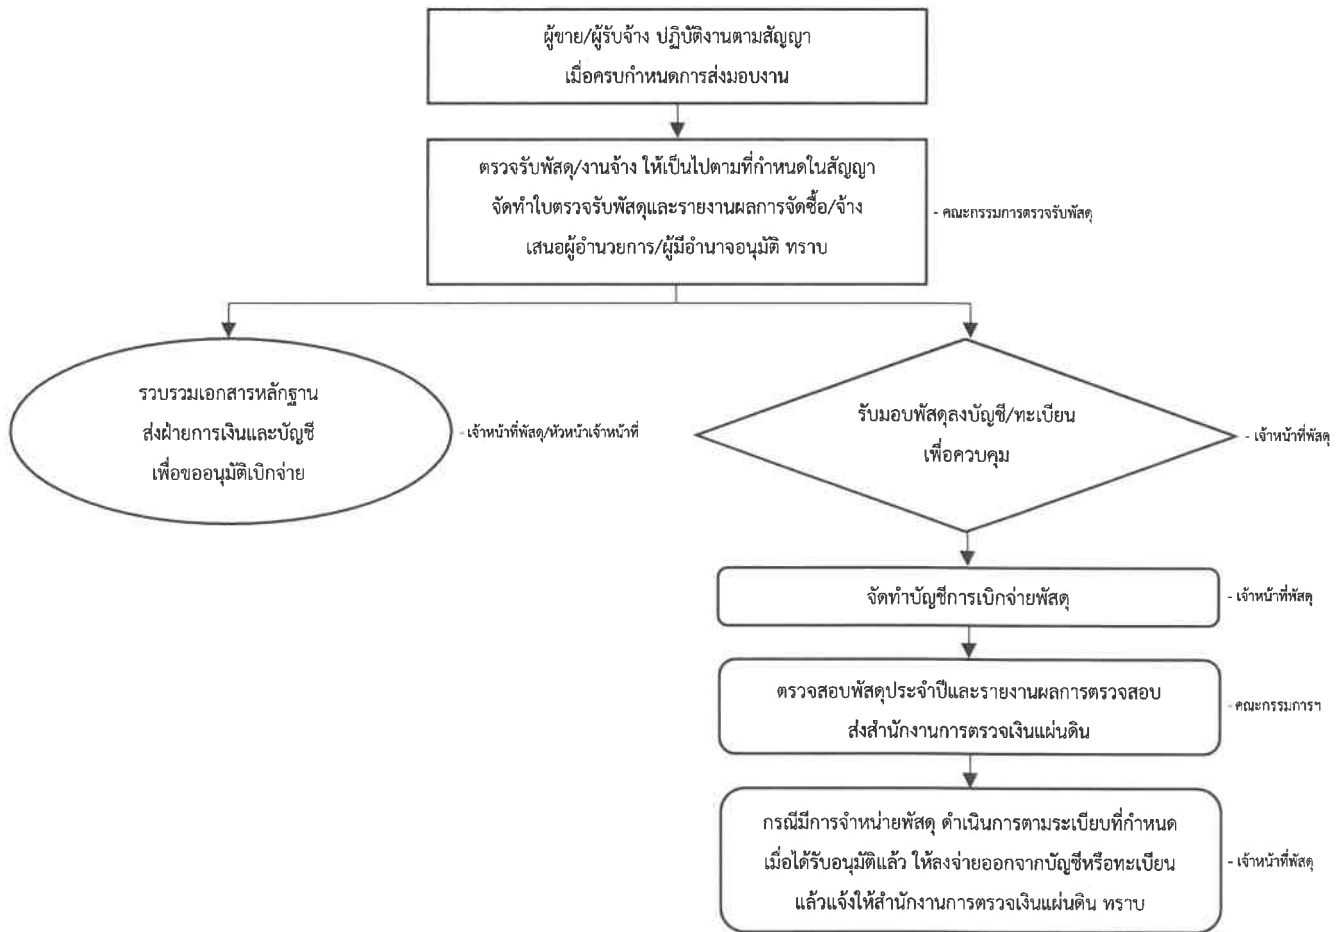 ผู้ขาย/ผู้รับจ้าง ปฏิบัติงานตามสัญญา
เมื่อครบกำหนดการส่งมอบงาน
ตรวจรับพัสดุ/งานจ้าง ให้เป็นไปตามที่กำหนดในสัญญา
จัดทำใบตรวจรับพัสดุและรายงานผลการจัดซื้อ/จ้าง
เสนอผู้อำนวยการ/ผู้มีอำนาจอนุมัติ ทราบ
- คณะกรรมการตรวจรับพัสดุ
รวบรวมเอกสารหลักฐาน
ส่งฝ่ายการเงินและบัญชี
เพื่อขออนุมัติเบิกจ่าย
- เจ้าหน้าที่พัสดุ/หัวหน้าเจ้าหน้าที่
รับมอบพัสดุลงบัญชี/ทะเบียน
เพื่อควบคุม
- เจ้าหน้าที่พัสดุ
จัดทำบัญชีการเบิกจ่ายพัสดุ
- เจ้าหน้าที่พัสดุ
ตรวจสอบพัสดุประจำปีและรายงานผลการตรวจสอบ
ส่งสำนักงานการตรวจเงินแผ่นดิน
- คณะกรรมการฯ
กรณีมีการจำหน่ายพัสดุ ดำเนินการตามระเบียบที่กำหนด
เมื่อได้รับอนุมัติแล้ว ให้ลงจ่ายออกจากบัญชีหรือทะเบียน
แล้วแจ้งให้สำนักงานการตรวจเงินแผ่นดิน ทราบ
- เจ้าหน้าที่พัสดุ